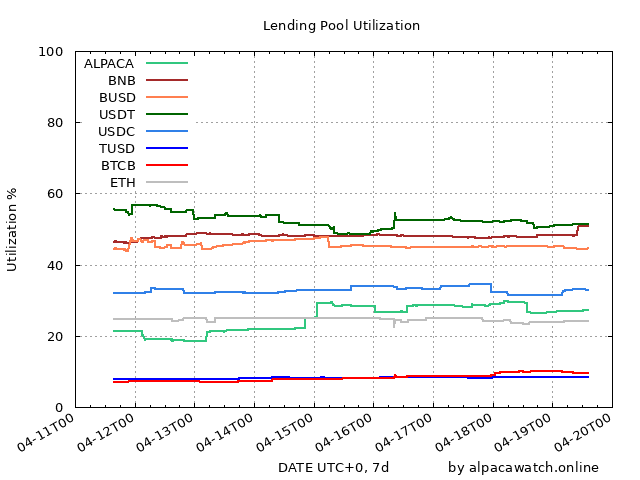 Lending Pool Utilization
Utilization %
100
80
60
40
20
0
ALPACA
BNB
BUSD
USDT
USDC
TUSD
BTCB
ETH
04-11T00
04-12T00
04-13T00
04-14T00
04-15T00
04-16T00
04-17T00
04-18T00
04-19T00
04-20T00
DATE UTC+0, 7d
by alpacawatch.online